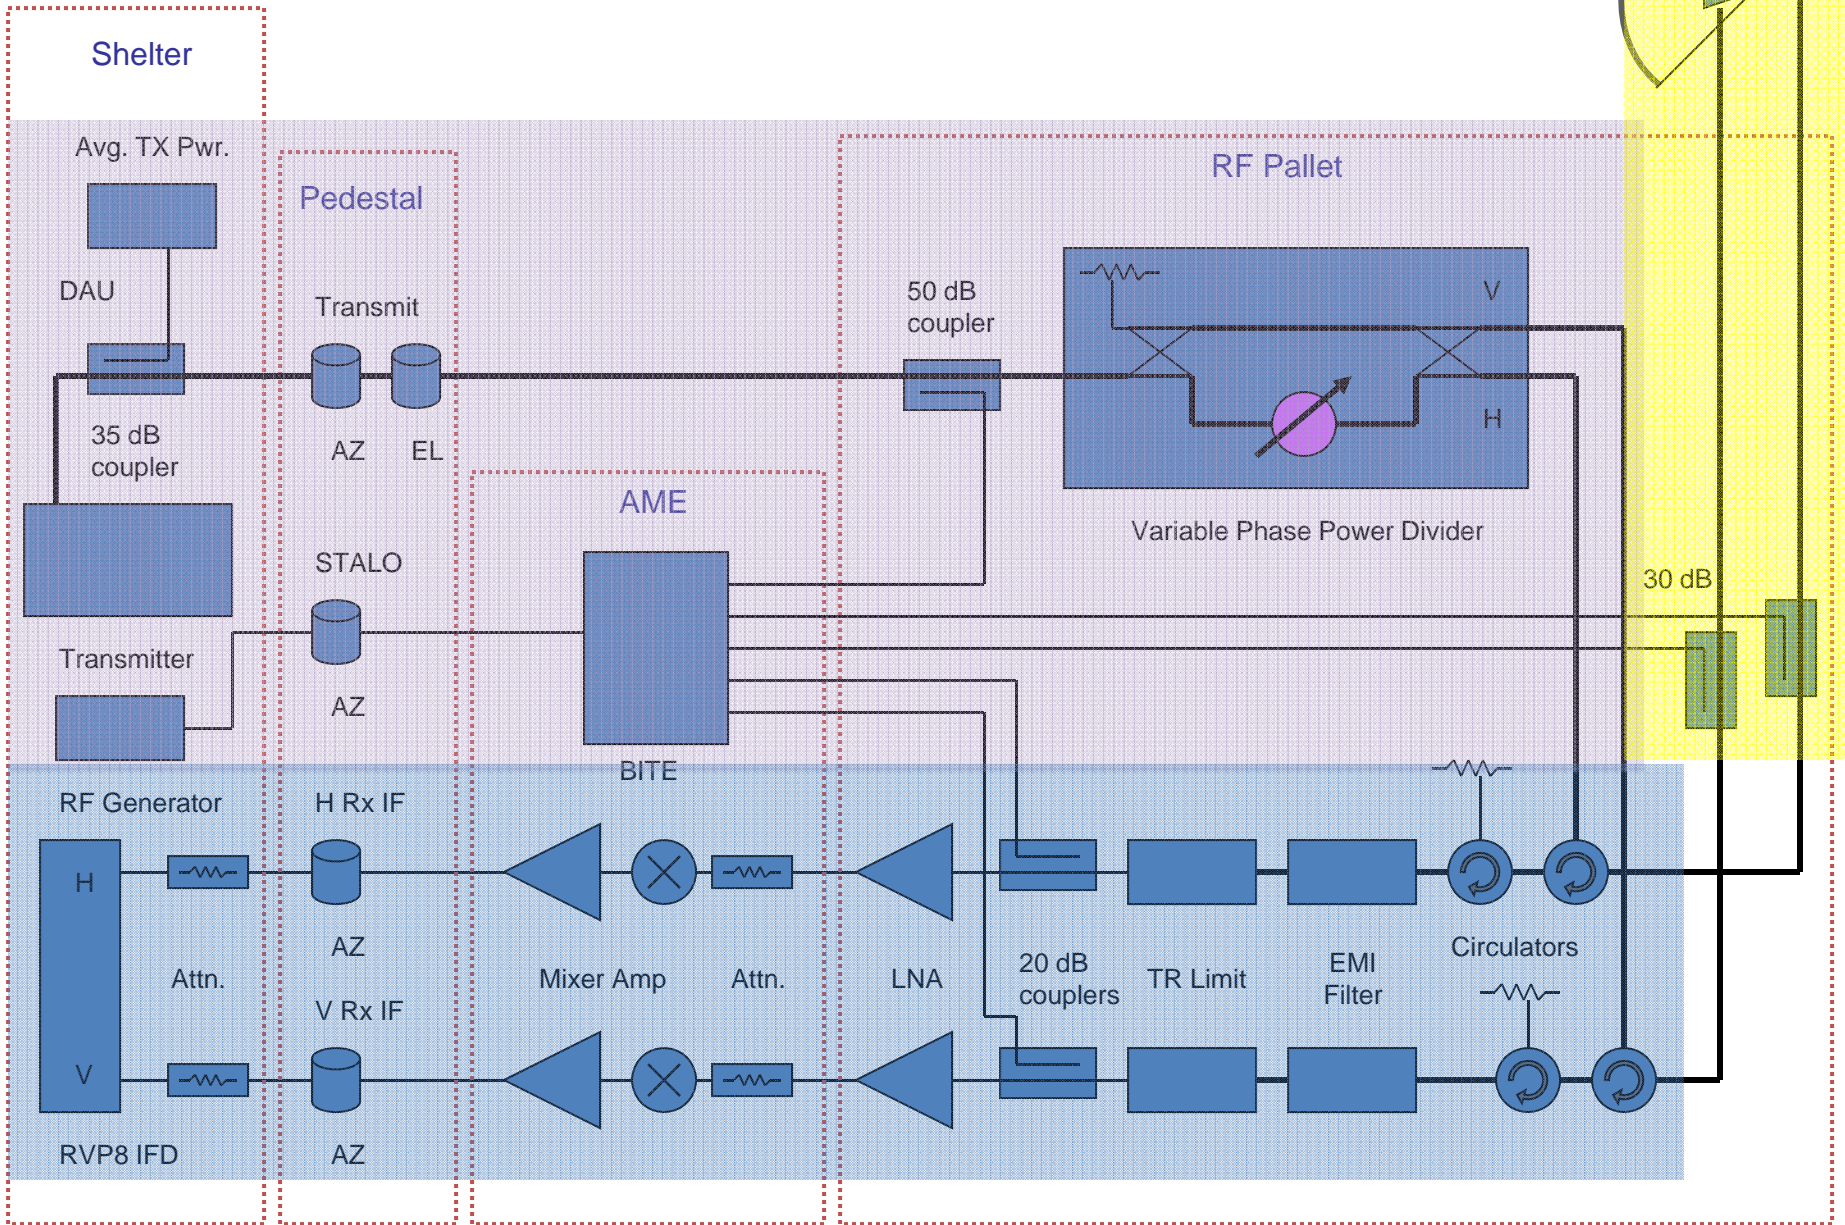 Shelter
Avg. TX Pwr.
RF Pallet
Pedestal
DAU
Transmit
50 dB
coupler
V
H
35 dB
coupler
AZ
EL
AME
Variable Phase Power Divider
STALO
30 dB
Transmitter
AZ
BITE
RF Generator
H Rx IF
H
AZ
Circulators
Attn.
Mixer Amp
Attn.
LNA
20 dB
couplers
TR Limit
EMI
Filter
V Rx IF
V
RVP8 IFD
AZ